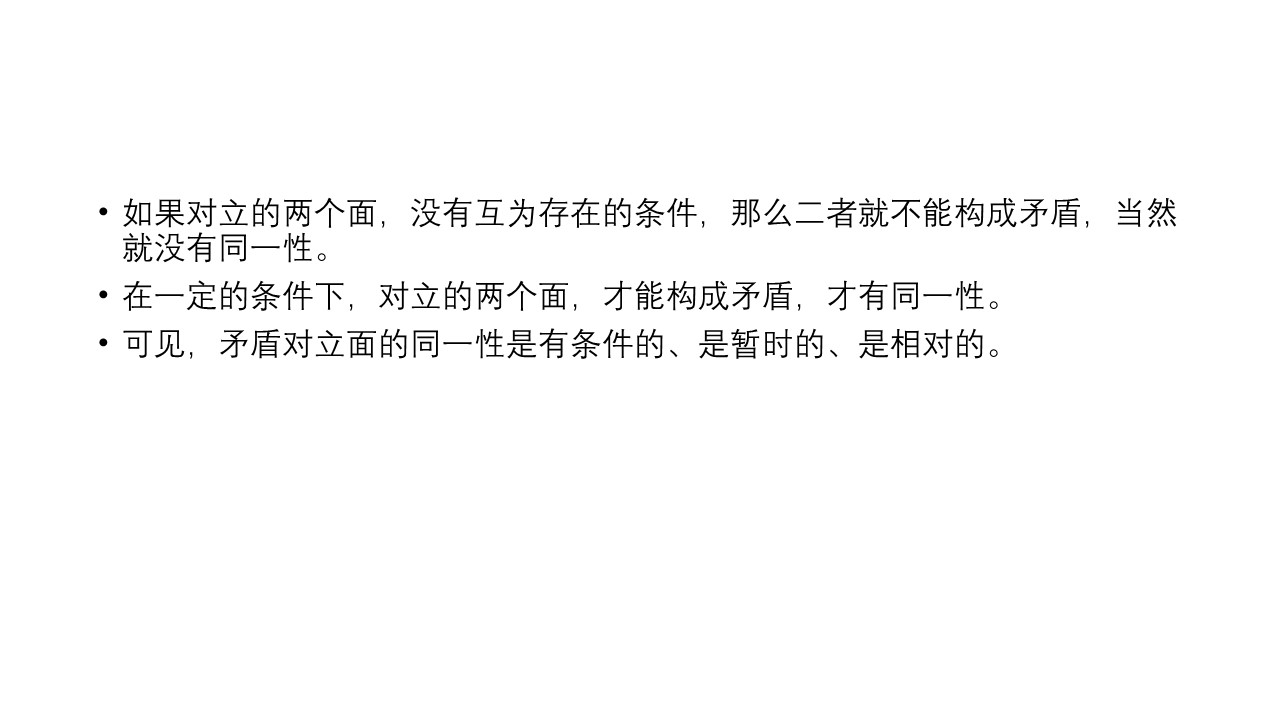 • 如果对立的两个面，没有互为存在的条件，那么二者就不能构成矛盾，当然
就没有同一性。
• 在一定的条件下，对立的两个面，才能构成矛盾，才有同一性。
• 可见，矛盾对立面的同一性是有条件的、是暂时的、是相对的。